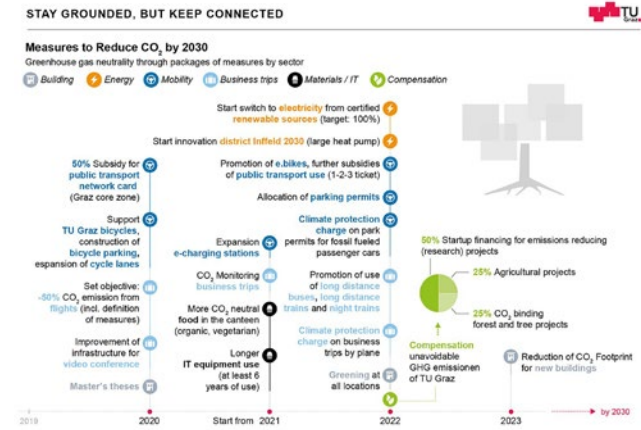 STAY GROUNDED, BUT KEEP CONNECTED
TU
Graz
Measures to Reduce CO₂ by 2030
Greenhouse gas neutrality through packages of measures by sector
Building
Energy
Mobility
Business trips
Materials / IT
Compensation
Start switch to electricity from certified
renewable sources (target: 100%)
Start innovation district Inffeld 2030 (large heat pump)
50% Subsidy for
public transport
network card
(Graz core zone)
Promotion of e.bikes, further subsidies
of public transport use (1-2-3 ticket)
Allocation of parking permits
Support
TU Graz bicycles,
construction of
bicycle parking,
expansion of cycle lanes
Expansion
e-charging stations
Climate protection
charge on park
permits for fossil fueled
passenger cars
50% Startup financing for emissions reducing
(research) projects
25% Agricultural projects
25% CO₂ binding
forest and tree projects
Set objective:
-50% CO₂ emission from
flights (incl. definition
of measures)
CO₂ Monitoring
business trips
Promotion of use
of long distance
buses, long distance
trains and night trains
More CO₂ neutral
food in the canteen
(organic, vegetarian)
Improvement of
infrastructure for
video conference
Climate protection
charge on business
trips by plane
Compensation
unavoidable
GHG emissionen
of TU Graz
Longer
IT equipment use
(at least 6
years of use)
Reduction of CO₂ Footprint
for new buildings
Master's theses
Greening at
all locations
2019
2020
Start from 2021
2022
2023
by 2030